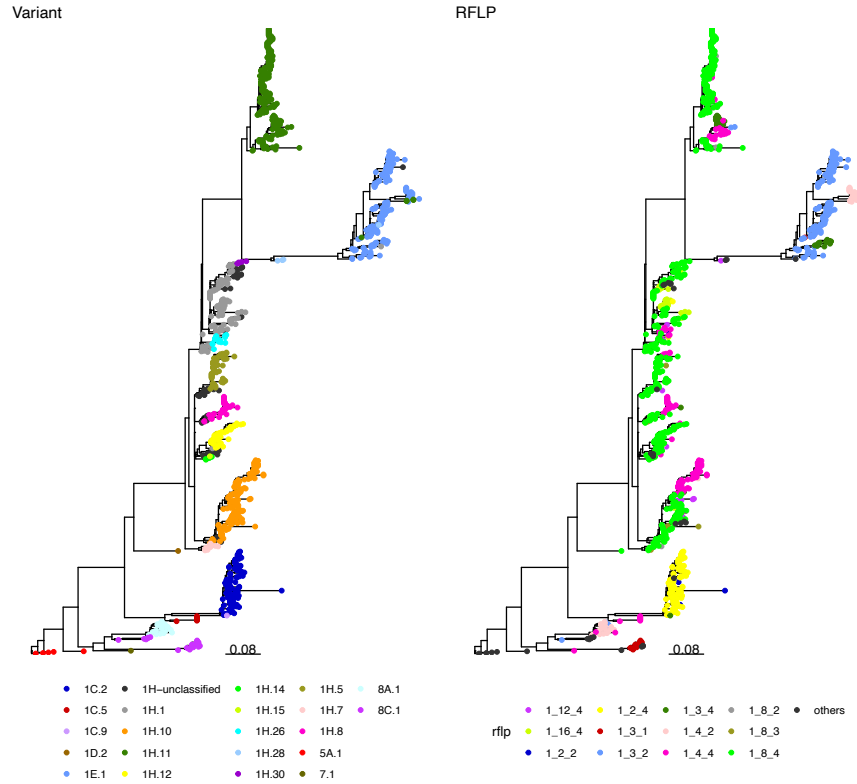 Variant RFLP
0.08 0.08
1C.2 1H−unclassified 1H.14 1H.5 8A.1
1C.5 1H.1 1H.15 1H.7 8C.1
1C.9 1H.10 1H.26 1H.8
1D.2 1H.11 1H.28 5A.1
1E.1 1H.12 1H.30 7.1
rflp
1_12_4 1_2_4 1_3_4 1_8_2 others
1_16_4 1_3_1 1_4_2 1_8_3
1_2_2 1_3_2 1_4_4 1_8_4